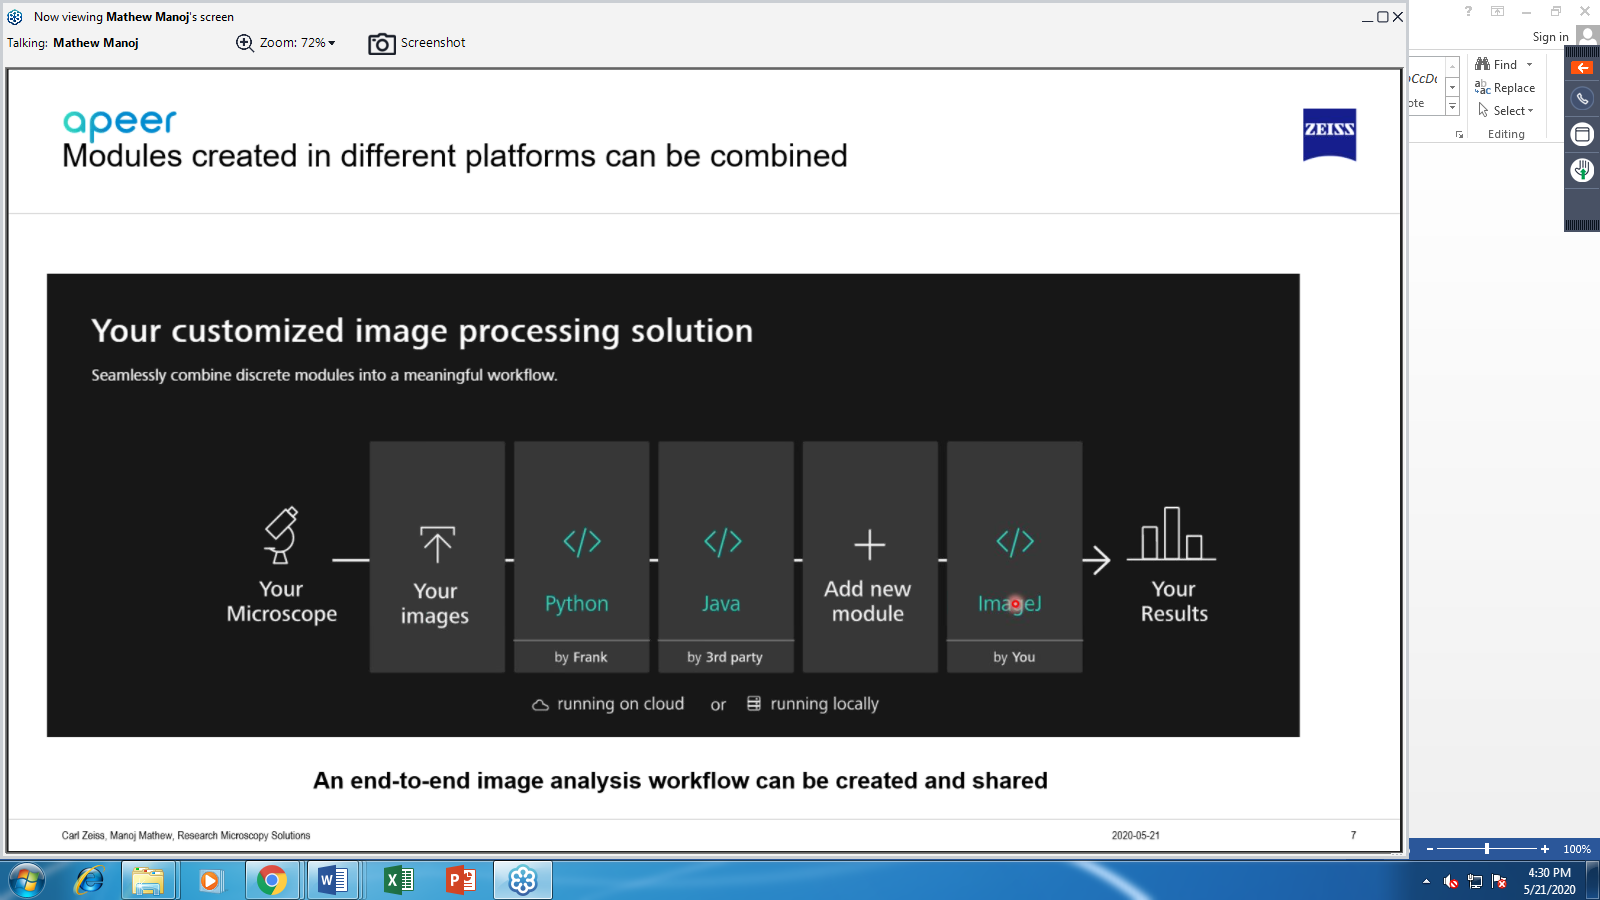 Now viewing Mathew Manoj's screen
Talking: Mathew Manoj
Zoom: 72%
Screenshot
Sign in
Find
Replace
Select
Editing
apeer
Modules created in different platforms can be combined
ZEISS
Your customized image processing solution
Seamlessly combine discrete modules into a meaningful workflow.
Your
Microscope
Your
images
</>
Python
by Frank
</>
Java
by 3rd party
Add new
module
</>
ImageJ
by You
Your
Results
running on cloud or running locally
An end-to-end image analysis workflow can be created and shared
Carl Zeiss, Manoj Mathew, Research Microscopy Solutions
2020-05-21
7
100%
4:30 PM
5/21/2020